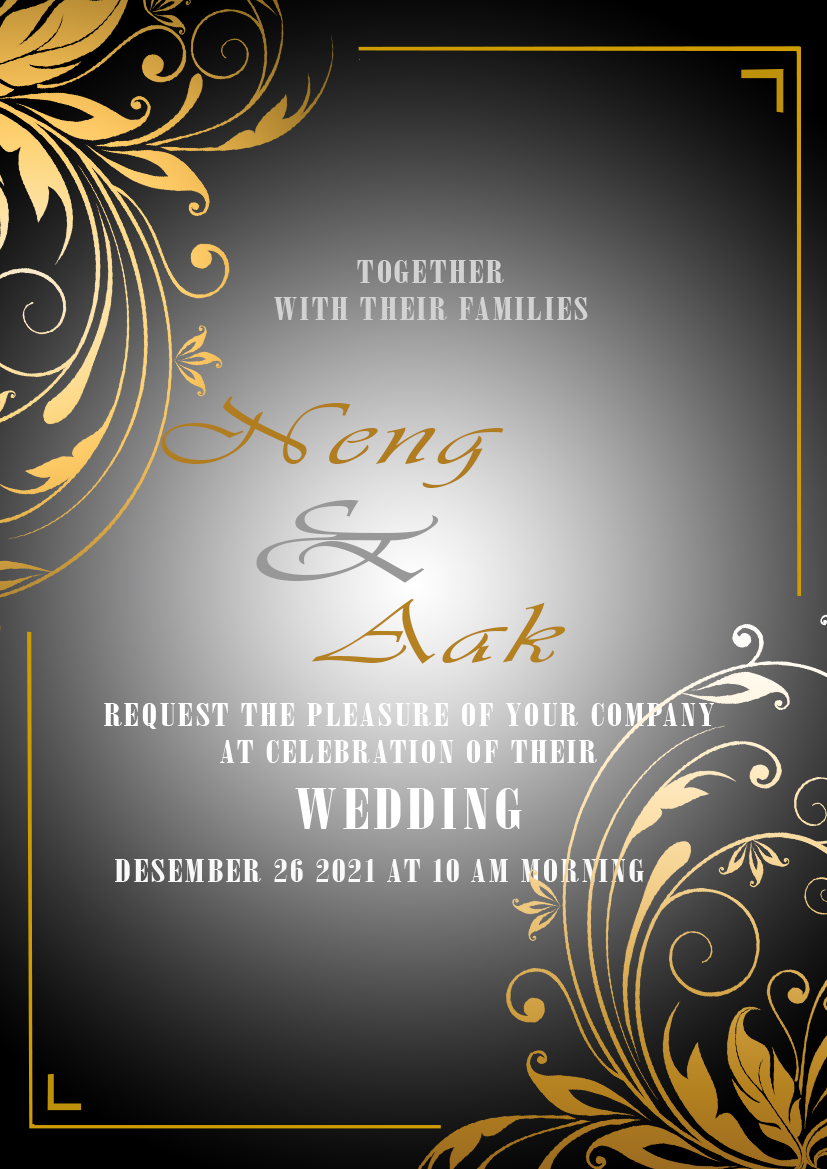 TOGETHER
WITH THEIR FAMILIES
Neng
&
Aak
REQUEST THE PLEASURE OF YOUR COMPANY
AT CELEBRATION OF THEIR
WEDDING
DESEMBER 26 2021 AT 10 AM MORNING